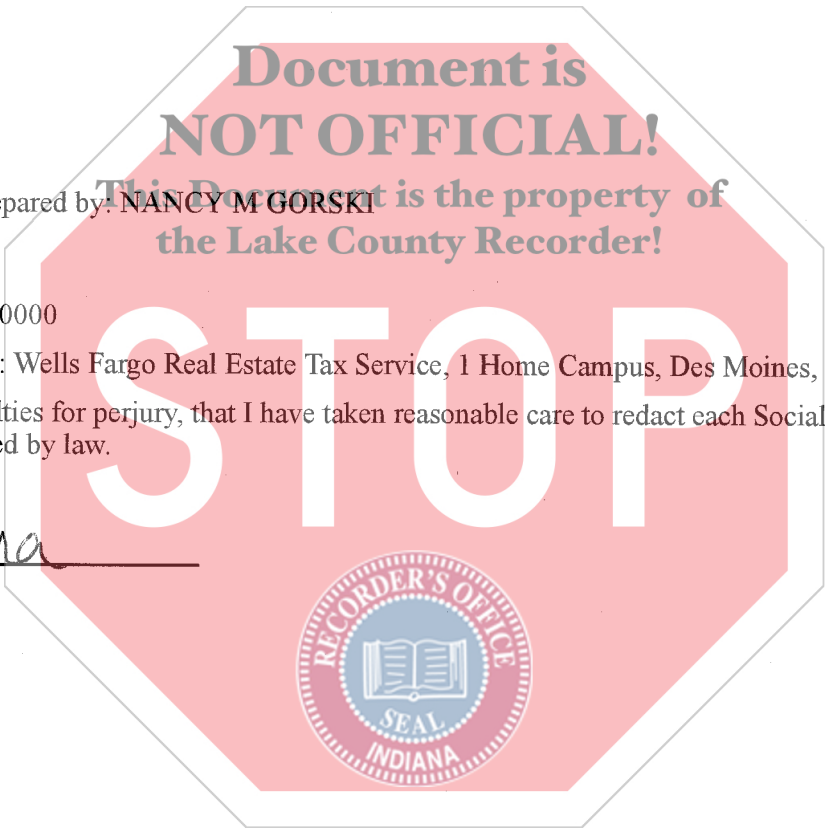 Document is
NOT OFFICIAL!
This Document is the property of
epared by: NANCY M GORSKI
the Lake County Recorder!
0000
: Wells Fargo Real Estate Tax Service, 1 Home Campus, Des Moines,
lties for perjury, that I have taken reasonable care to redact each Social
ed by law.
STOP
RECORDER'S OFFICE
SEAL
INDIANA